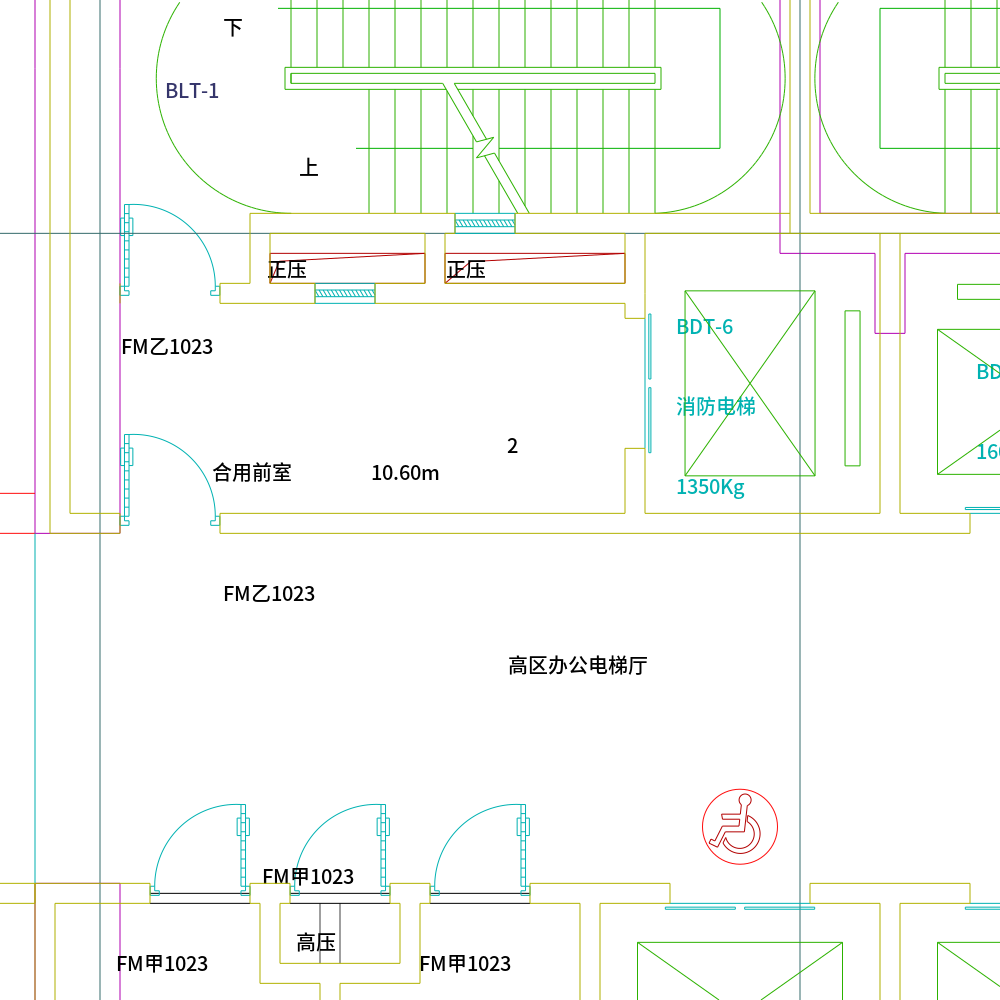 下
BLT-1
上
正压
正压
BDT-6
FM乙1023
BD
消防电梯
2
合用前室
10.60m
160
1350Kg
FM乙1023
高区办公电梯厅
FM甲1023
高压
FM甲1023
FM甲1023